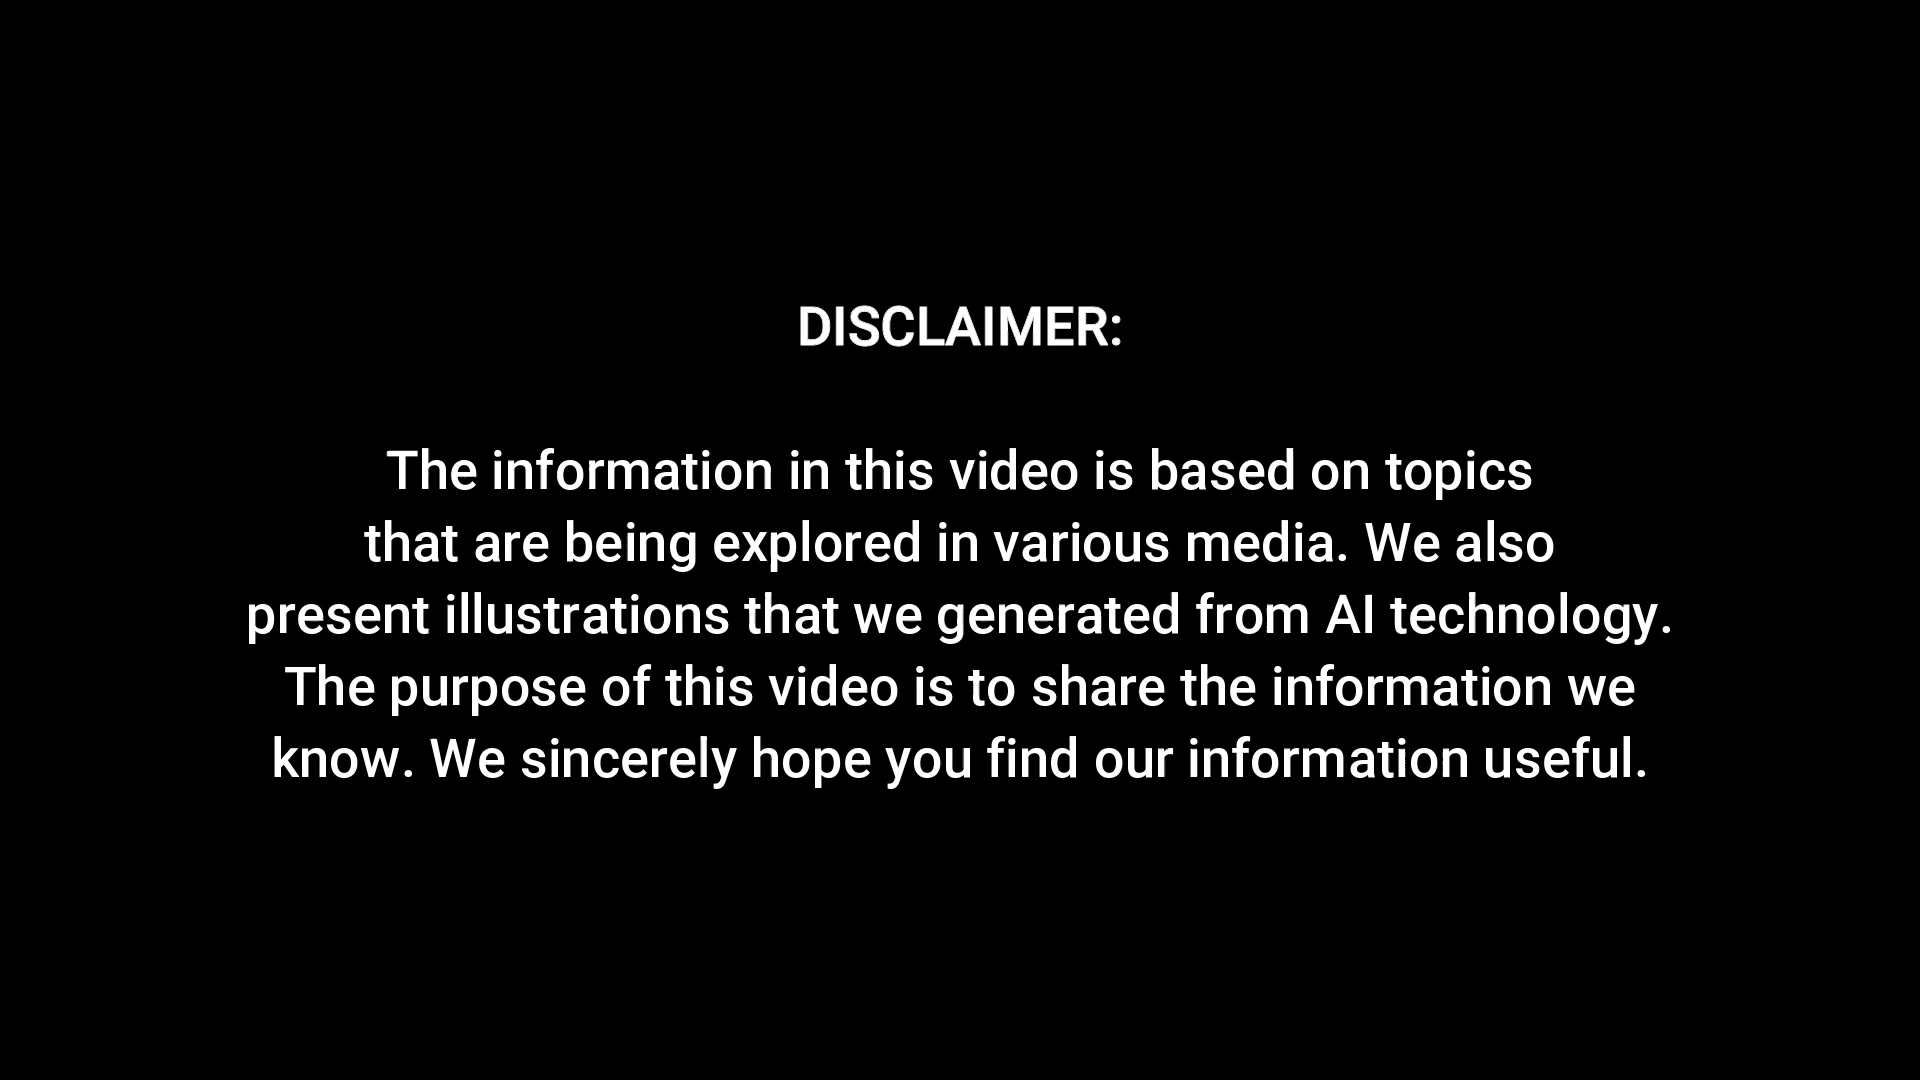 DISCLAIMER:
The information in this video is based on topics
that are being explored in various media. We also
present illustrations that we generated from AI technology.
The purpose of this video is to share the information we
know. We sincerely hope you find our information useful.